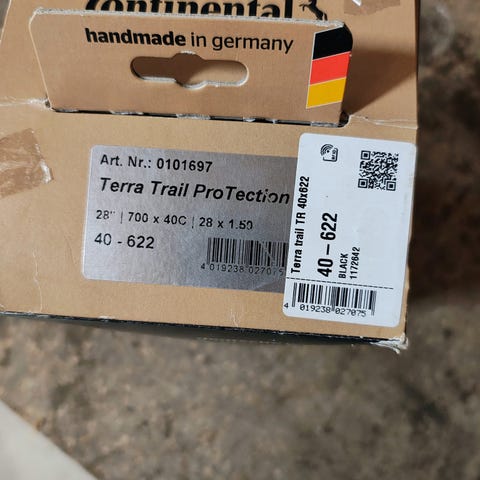 Continental
handmade in germany
Art. Nr.: 0101697
Terra Trail ProTection
28" | 700 x 40C | 28 x 1.50
40 - 622
4 019238 027075
Terra trail TR 40x622
40 – 622
BLACK
1172642
4 019238 027075